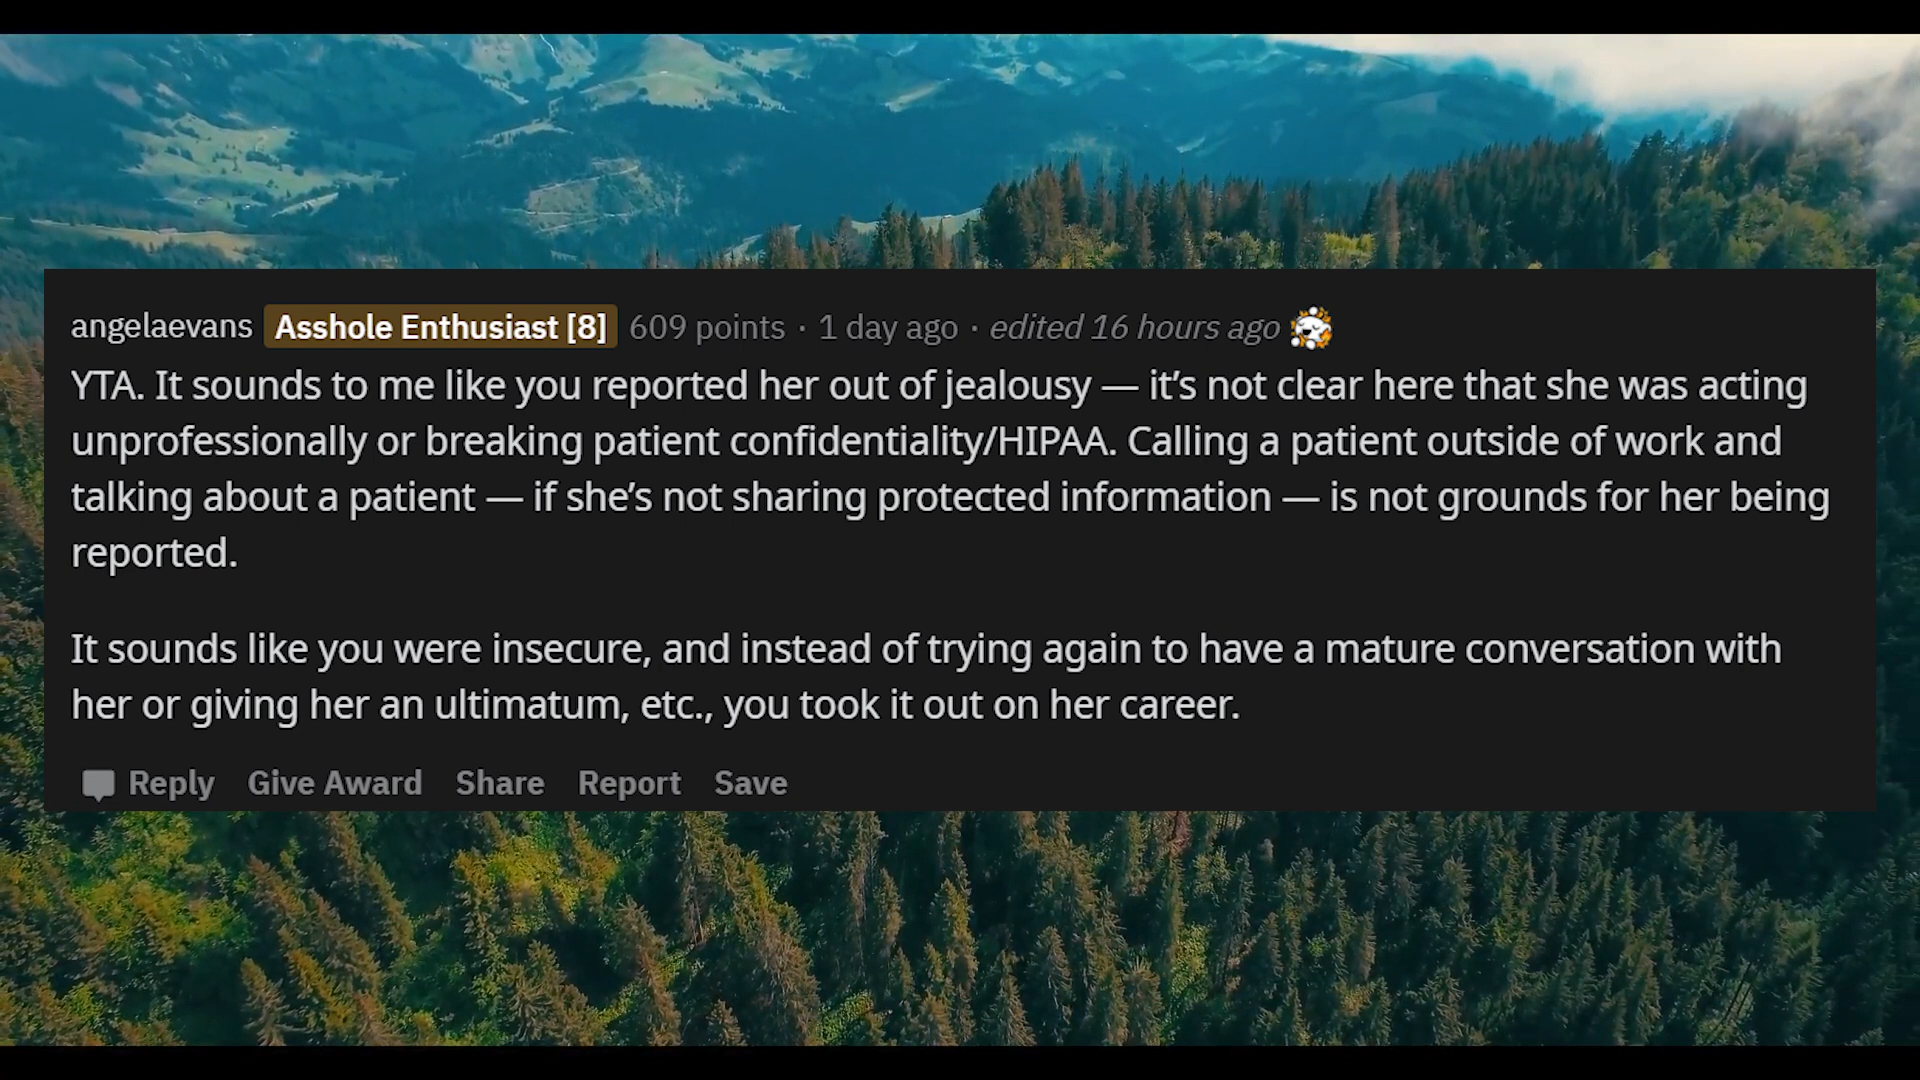 angelaevans Asshole Enthusiast [8] 609 points · 1 day ago · edited 16 hours ago
YTA. It sounds to me like you reported her out of jealousy — it’s not clear here that she was acting
unprofessionally or breaking patient confidentiality/HIPAA. Calling a patient outside of work and
talking about a patient — if she’s not sharing protected information — is not grounds for her being
reported.
It sounds like you were insecure, and instead of trying again to have a mature conversation with
her or giving her an ultimatum, etc., you took it out on her career.
Reply Give Award Share Report Save